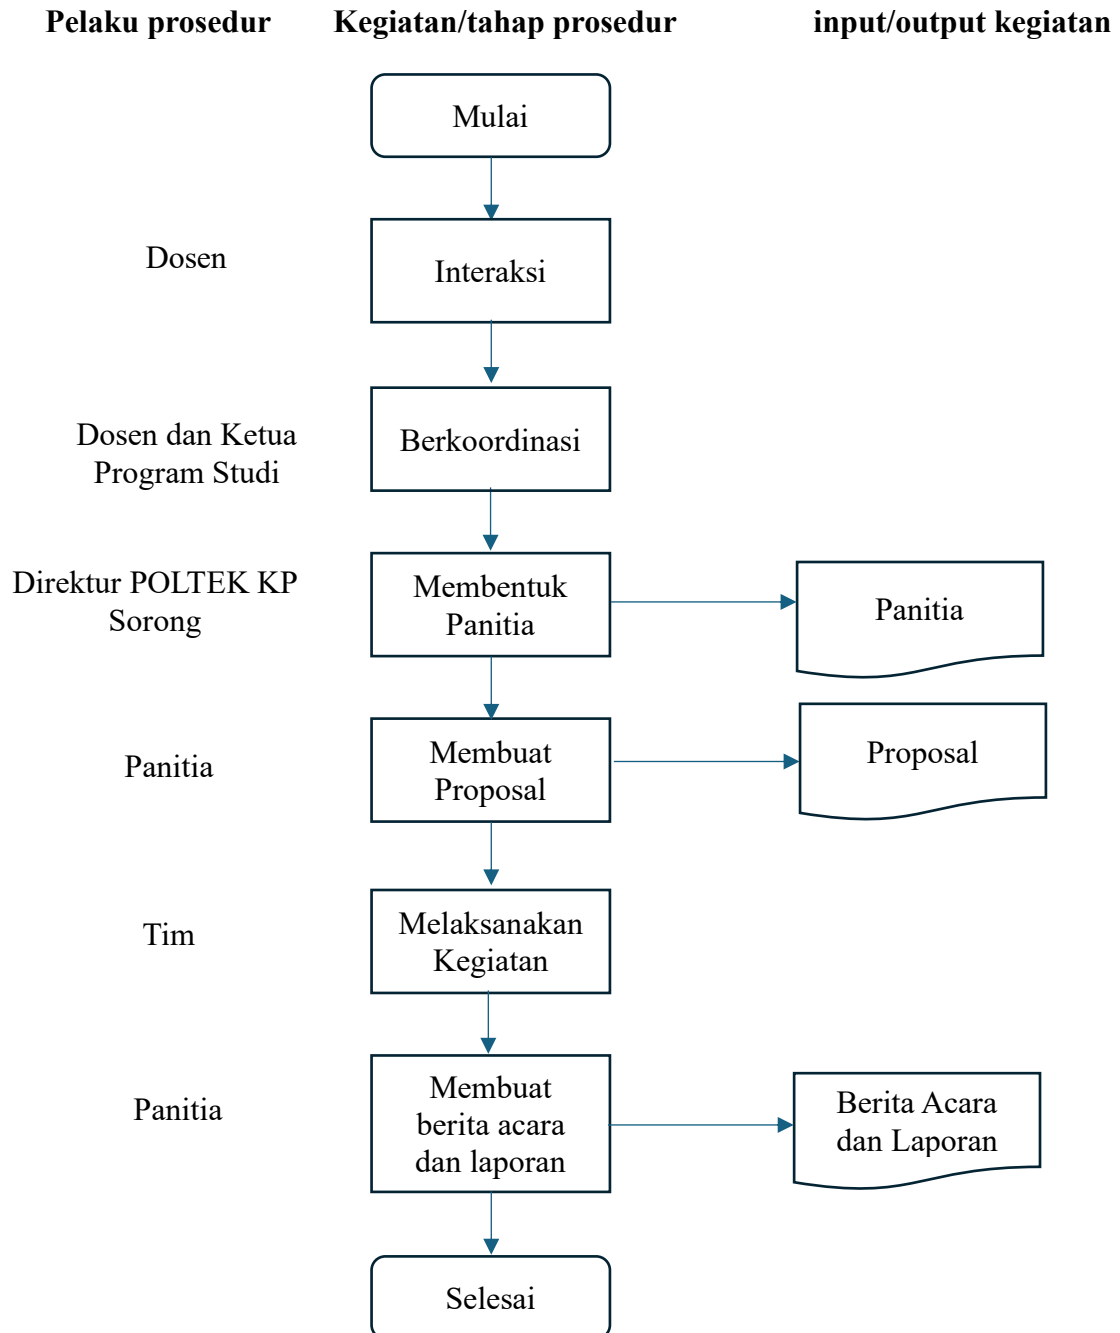 Pelaku prosedur Kegiatan/tahap prosedur input/output kegiatan
Mulai
Dosen
Interaksi
Dosen dan Ketua
Program Studi
Berkoordinasi
Direktur POLTEK KP
Sorong
Membentuk
Panitia
Panitia
Panitia
Membuat
Proposal
Proposal
Tim
Melaksanakan
Kegiatan
Panitia
Membuat
berita acara
dan laporan
Berita Acara
dan Laporan
Selesai